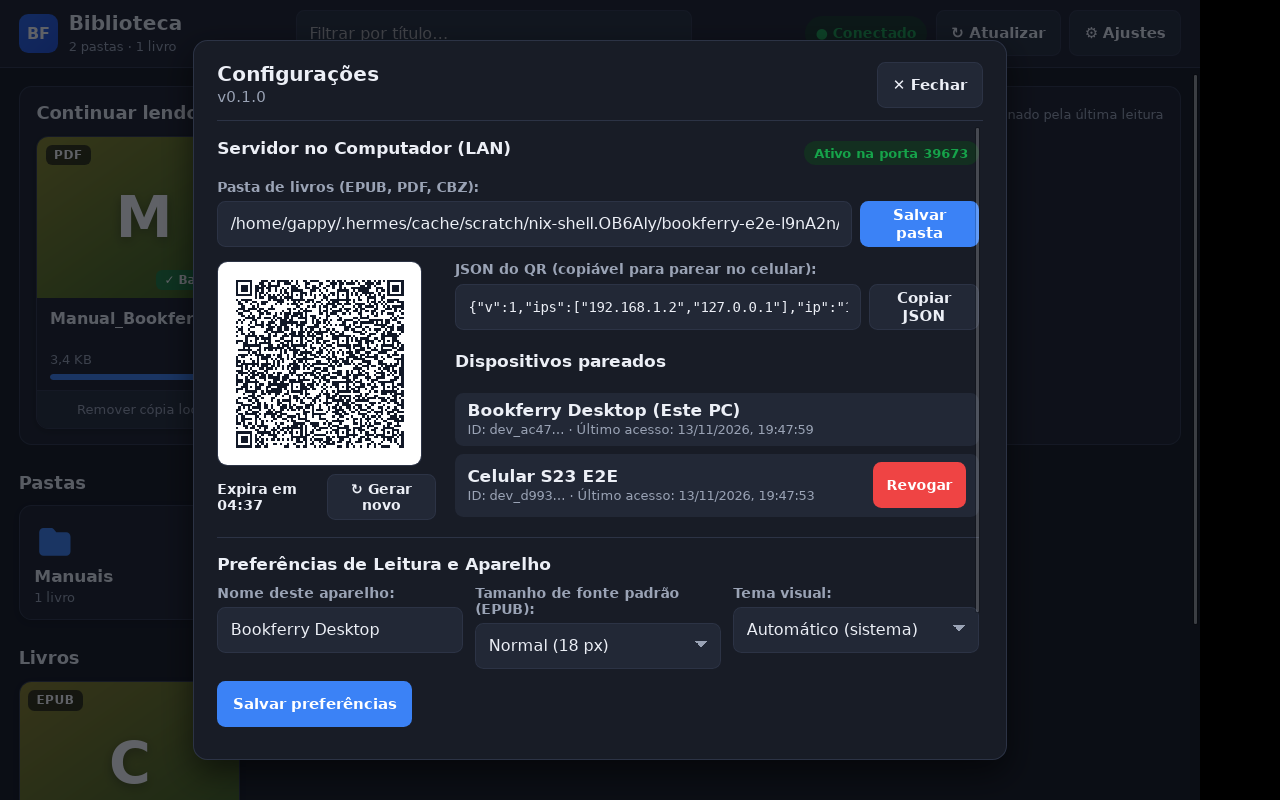 BF
Biblioteca
2 pastas · 1 livro
Filtrar por título...
● Conectado
↻ Atualizar
⚙ Ajustes
Configurações
v0.1.0
✕ Fechar
Continuar lendo
nado pela última leitura
PDF
M
✓ Ba
Manual_Bookfer
3,4 KB
Remover cópia loc
Servidor no Computador (LAN)
Ativo na porta 39673
Pasta de livros (EPUB, PDF, CBZ):
/home/gappy/.hermes/cache/scratch/nix-shell.OB6Aly/bookferry-e2e-I9nA2n/
Salvar
pasta
JSON do QR (copiável para parear no celular):
{"v":1,"ips":["192.168.1.2","127.0.0.1"],"ip":"
Copiar
JSON
Dispositivos pareados
Bookferry Desktop (Este PC)
ID: dev_ac47… · Último acesso: 13/11/2026, 19:47:59
Celular S23 E2E
ID: dev_d993… · Último acesso: 13/11/2026, 19:47:53
Revogar
Expira em
04:37
↻ Gerar
novo
Pastas
Manuais
1 livro
Preferências de Leitura e Aparelho
Nome deste aparelho:
Bookferry Desktop
Tamanho de fonte padrão
(EPUB):
Normal (18 px)
Tema visual:
Automático (sistema)
Salvar preferências
Livros
EPUB
C